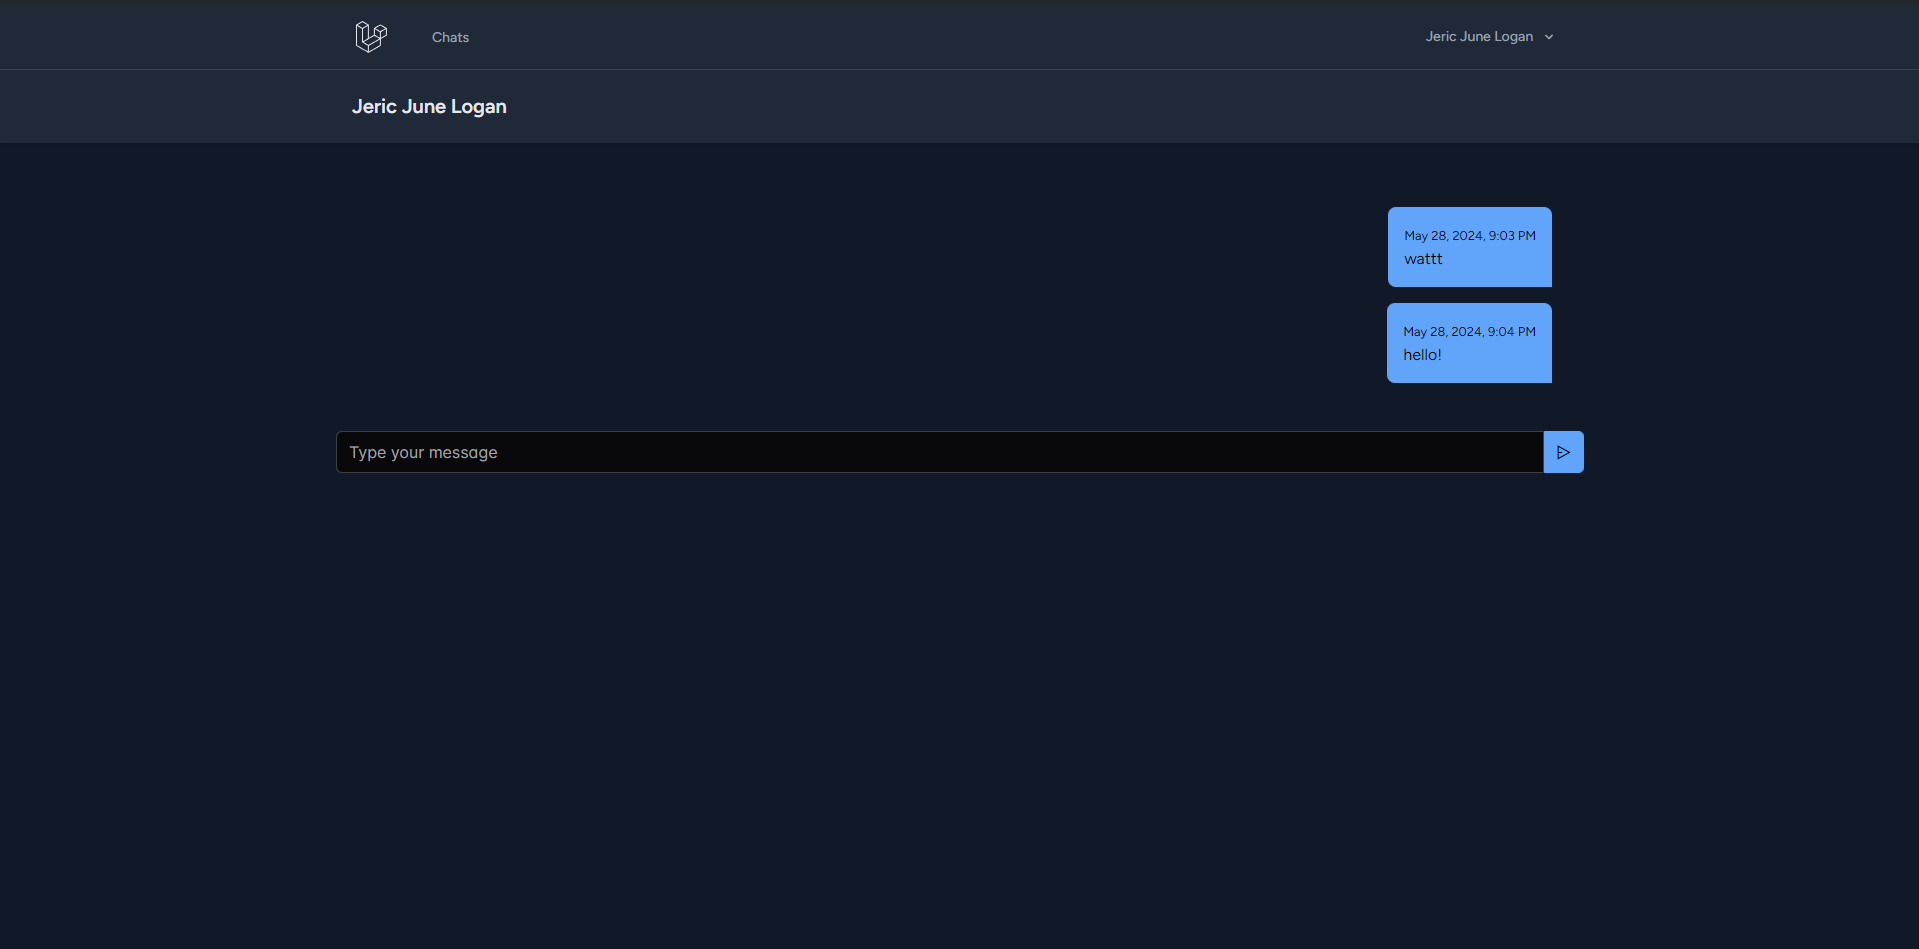 Chats
Jeric June Logan
Jeric June Logan
May 28, 2024, 9:03 PM
wattt
May 28, 2024, 9:04 PM
hello!
Type your message